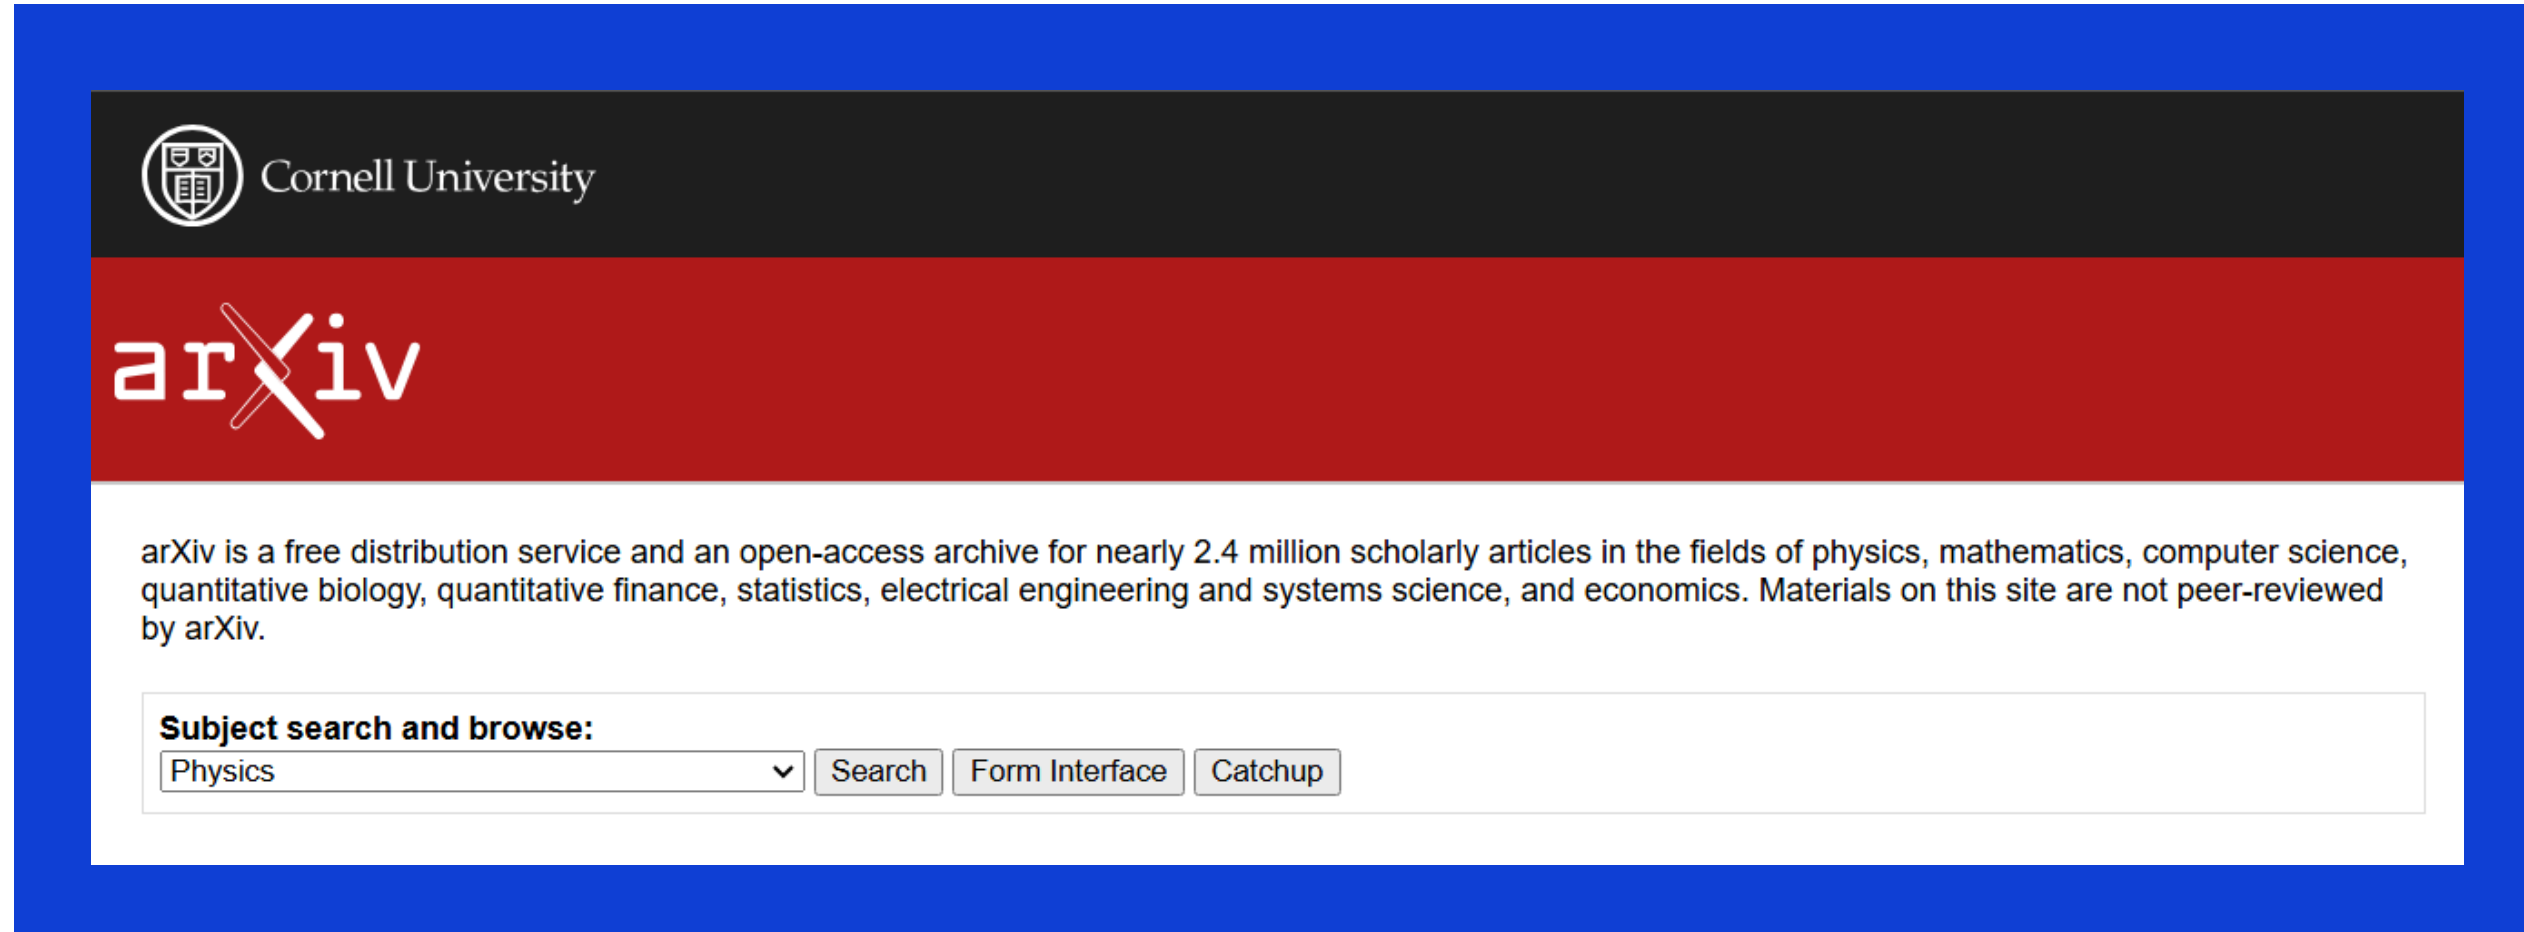 Cornell University
arXiv
arXiv is a free distribution service and an open-access archive for nearly 2.4 million scholarly articles in the fields of physics, mathematics, computer science,
quantitative biology, quantitative finance, statistics, electrical engineering and systems science, and economics. Materials on this site are not peer-reviewed
by arXiv.
Subject search and browse:
Physics Search Form Interface Catchup